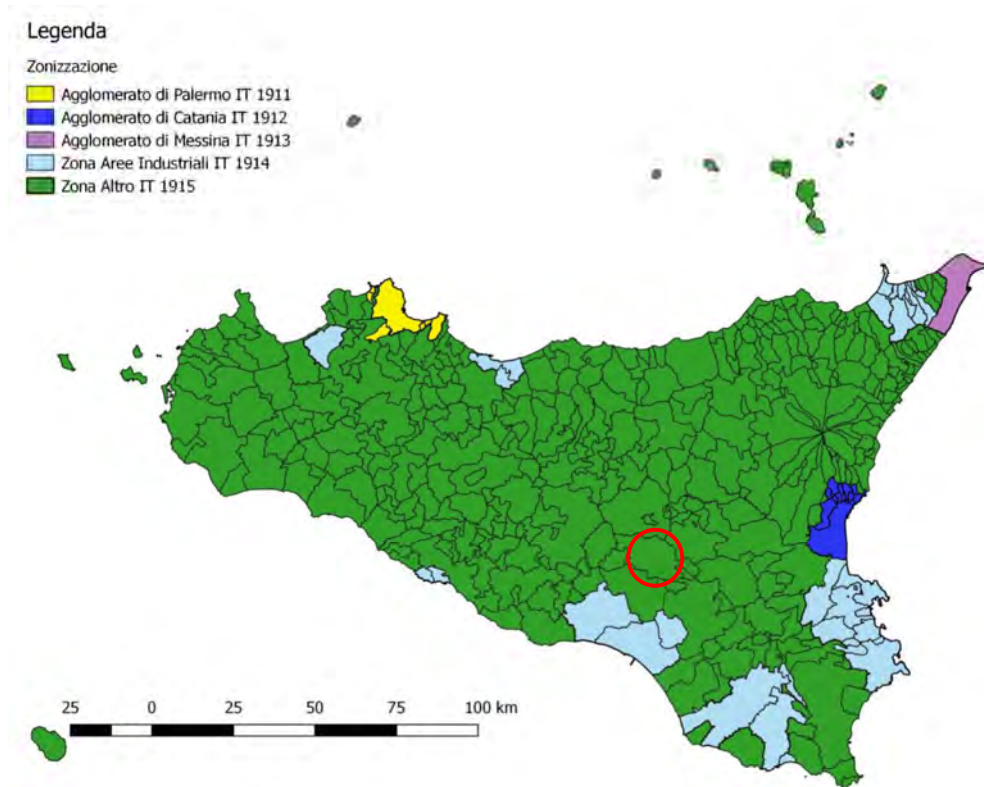 Legenda
Zonizzazione
Agglomerato di Palermo IT 1911
Agglomerato di Catania IT 1912
Agglomerato di Messina IT 1913
Zona Aree Industriali IT 1914
Zona Altro IT 1915
25 0 25 50 75 100 km